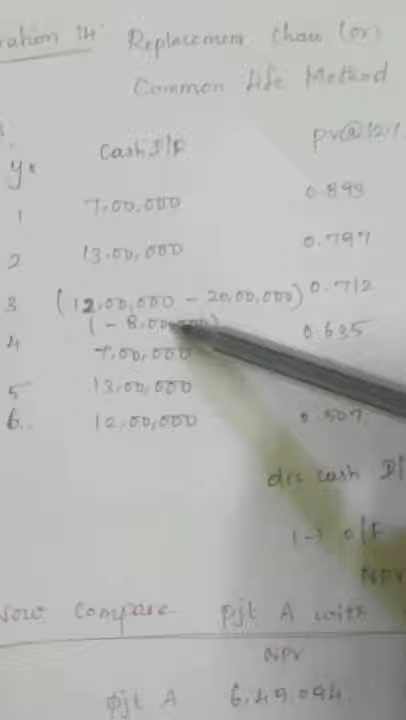 ration 14 Replacement Chain (or)
Common Life Method
yr Cash I/F PV@12%
1 7,00,000 0.893
2 13,00,000 0.797
3 (12,00,000 - 20,00,000) 0.712
(- 8,00,000)
4 7,00,000 0.635
5 13,00,000
6. 12,00,000 0.507
dis cash
(-) o/f
NPV
Now Compare pjt A with
NPV
pjt A 6,49,094.